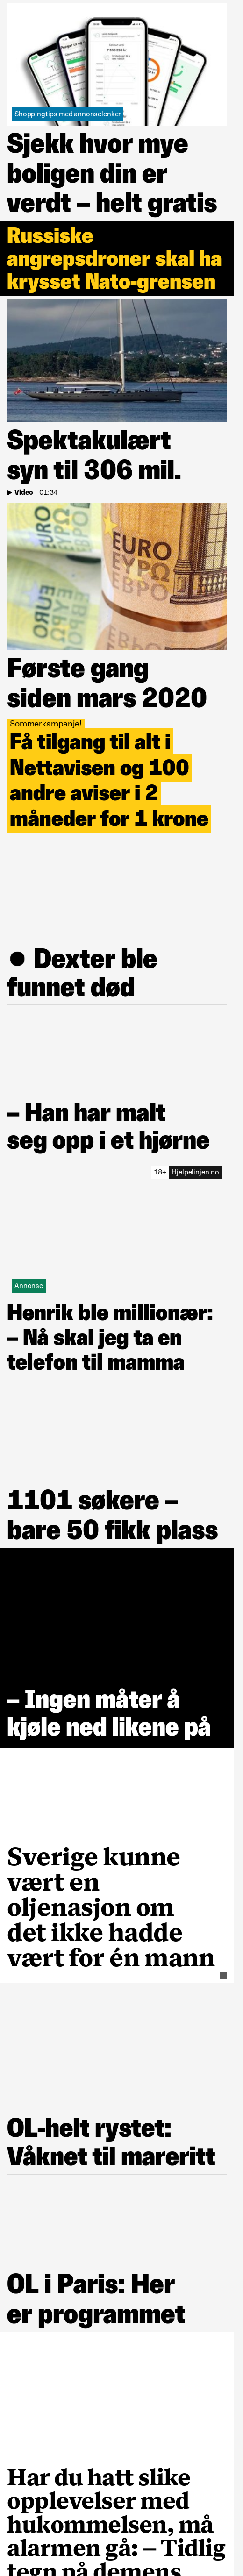 Shoppingtips med annonselenker
Sjekk hvor mye
boligen din er
verdt – helt gratis
Russiske
angrepsdroner skal ha
krysset Nato-grensen
Spektakulært
syn til 306 mil.
Video | 01:34
EURO
EYPΩ
EBPO
Første gang
siden mars 2020
Sommerkampanje!
Få tilgang til alt i
Nettavisen og 100
andre aviser i 2
måneder for 1 krone
● Dexter ble
funnet død
– Han har malt
seg opp i et hjørne
18+ Hjelpelinjen.no
Annonse
Henrik ble millionær:
– Nå skal jeg ta en
telefon til mamma
1101 søkere –
bare 50 fikk plass
– Ingen måter å
kjøle ned likene på
Sverige kunne
vært en
oljenasjon om
det ikke hadde
vært for én mann
OL-helt rystet:
Våknet til mareritt
OL i Paris: Her
er programmet
Har du hatt slike
opplevelser med
hukommelsen, må
alarmen gå: – Tidlig
tegn på demens